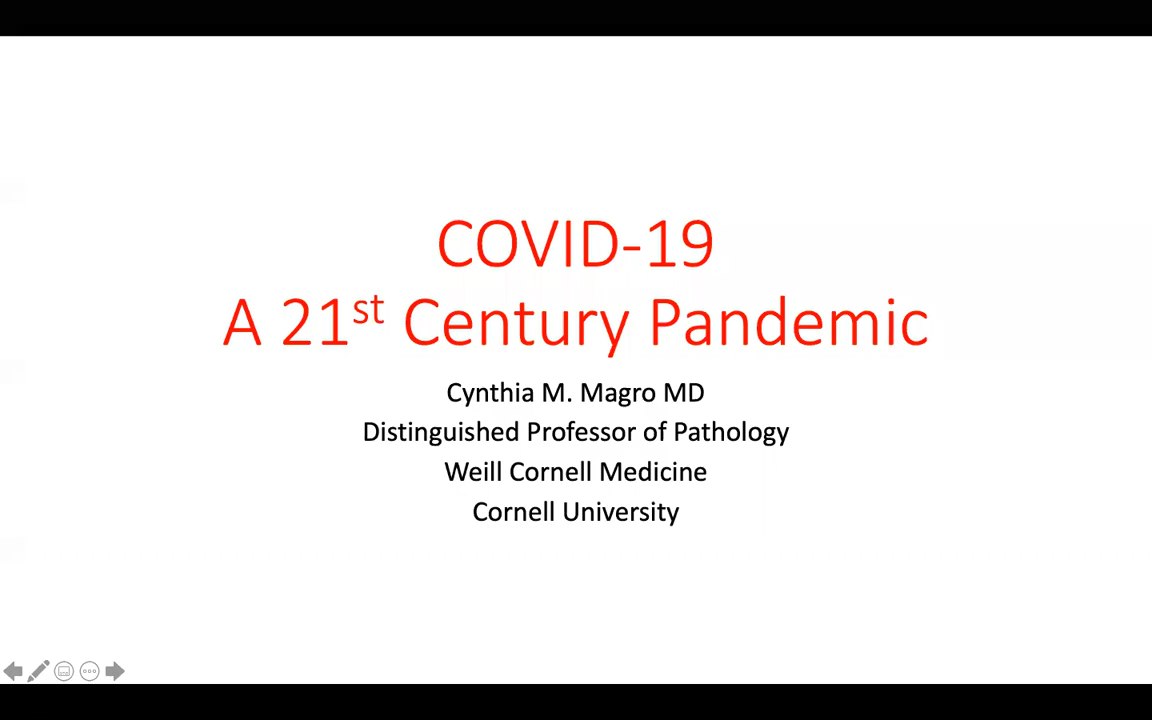 COVID-19
A 21st Century Pandemic
Cynthia M. Magro MD
Distinguished Professor of Pathology
Weill Cornell Medicine
Cornell University